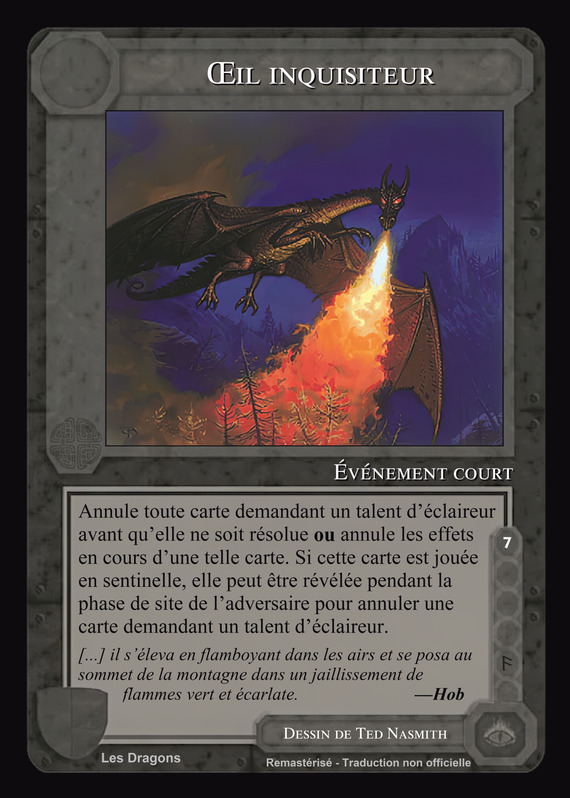 Œil inquisiteur
Événement court
Annule toute carte demandant un talent d’éclaireur
avant qu’elle ne soit résolue ou annule les effets
en cours d’une telle carte. Si cette carte est jouée
en sentinelle, elle peut être révélée pendant la
phase de site de l’adversaire pour annuler une
carte demandant un talent d’éclaireur.
7
[...] il s’éleva en flamboyant dans les airs et se posa au
sommet de la montagne dans un jaillissement de
flammes vert et écarlate. —Hob
Dessin de Ted Nasmith
Les Dragons
Remastérisé - Traduction non officielle